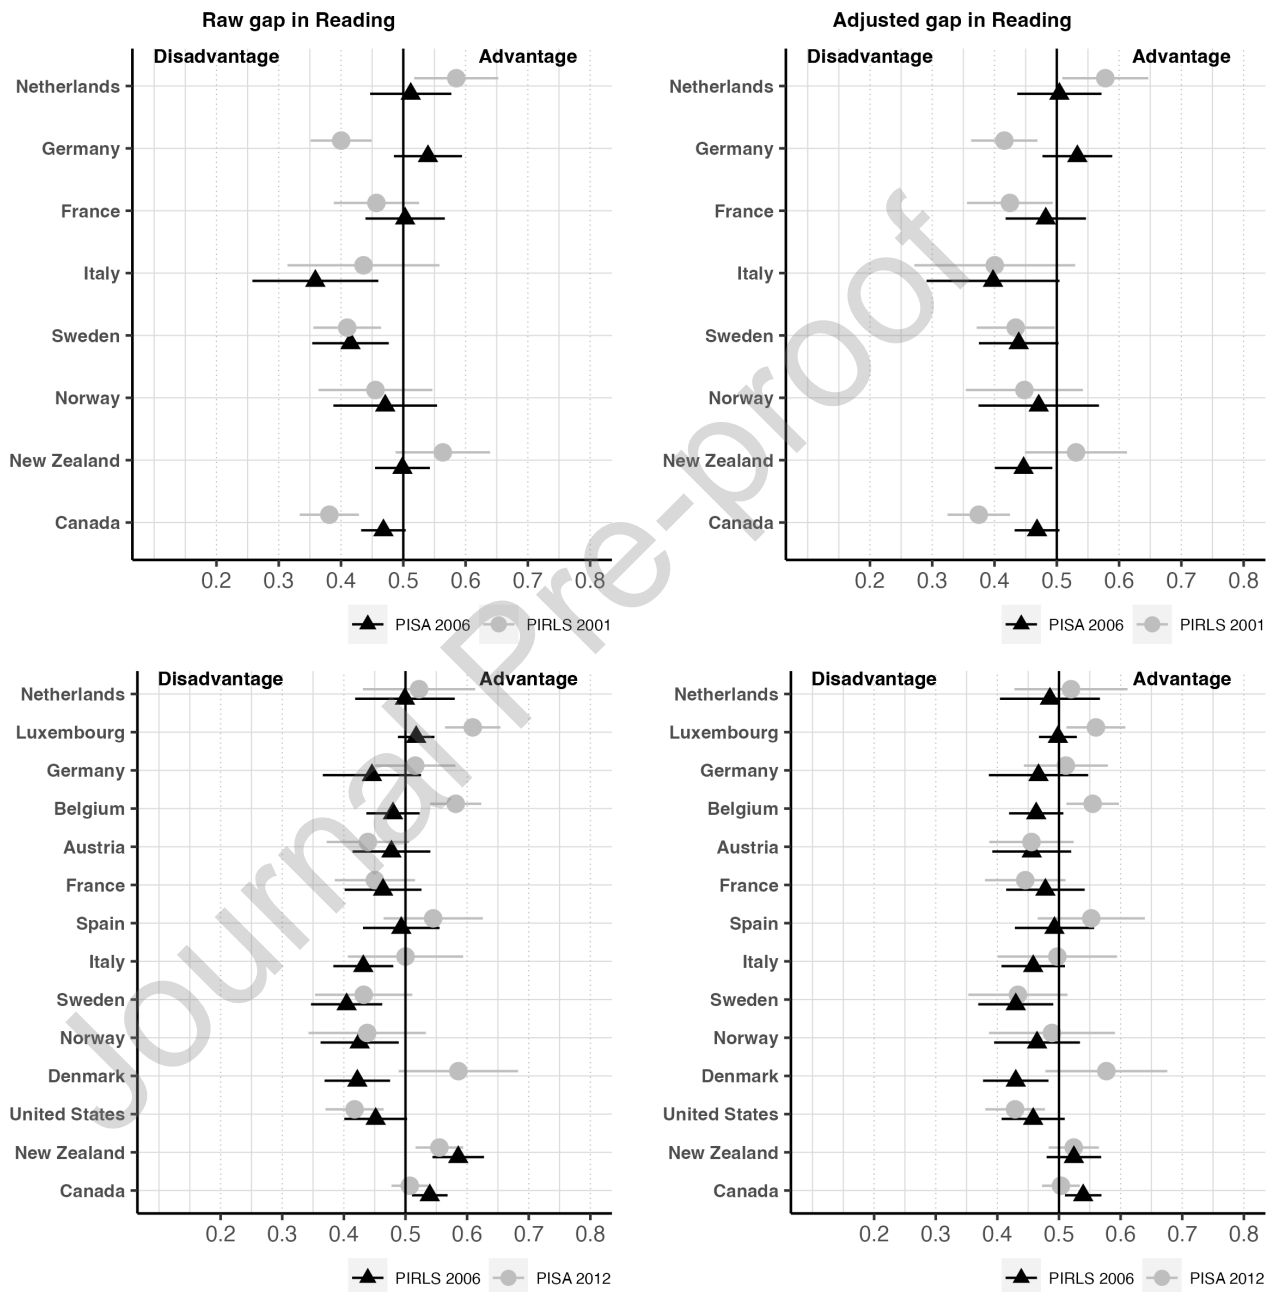 Raw gap in Reading
Adjusted gap in Reading
Disadvantage Advantage
Netherlands
Germany
France
Italy
Sweden
Norway
New Zealand
Canada
0.2 0.3 0.4 0.5 0.6 0.7 0.8
PISA 2006 PIRLS 2001
Disadvantage Advantage
Netherlands
Germany
France
Italy
Sweden
Norway
New Zealand
Canada
0.2 0.3 0.4 0.5 0.6 0.7 0.8
PISA 2006 PIRLS 2001
Disadvantage Advantage
Netherlands
Luxembourg
Germany
Belgium
Austria
France
Spain
Italy
Sweden
Norway
Denmark
United States
New Zealand
Canada
0.2 0.3 0.4 0.5 0.6 0.7 0.8
PIRLS 2006 PISA 2012
Disadvantage Advantage
Netherlands
Luxembourg
Germany
Belgium
Austria
France
Spain
Italy
Sweden
Norway
Denmark
United States
New Zealand
Canada
0.2 0.3 0.4 0.5 0.6 0.7 0.8
PIRLS 2006 PISA 2012
Journal Pre-proof